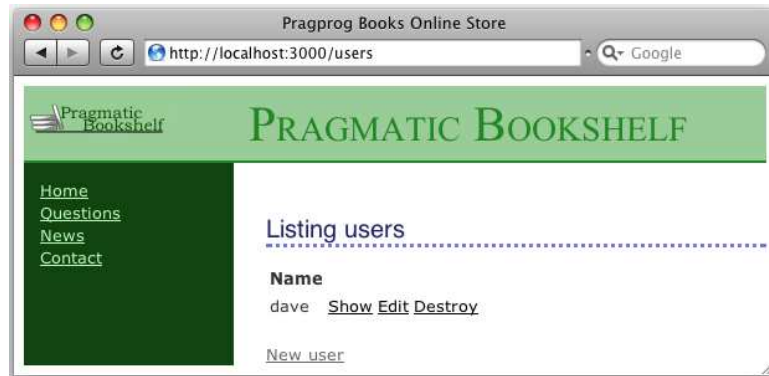 Pragprog Books Online Store
http://localhost:3000/users
Google
Pragmatic
Bookshelf
PRAGMATIC BOOKSHELF
Home
Questions
News
Contact
Listing users
Name
dave Show Edit Destroy
New user